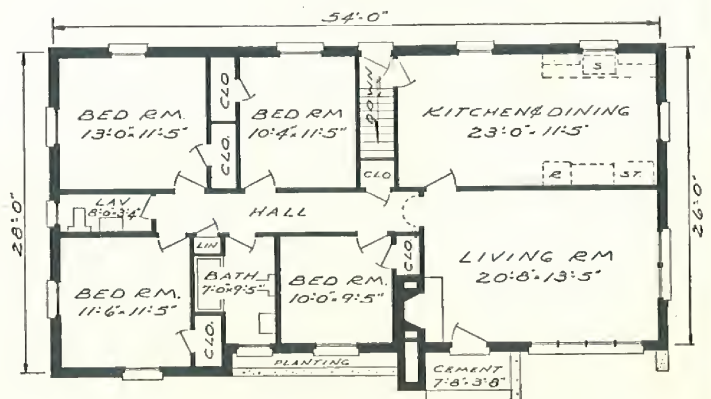 54'-0"
28'-0"
26'-0"
BED RM.
13'-0"x11'-5"
CLO
CLO.
BED RM
10'-4"x11'-5"
DOWN
CLO
KITCHEN & DINING
23'-0"x11'-5"
S
R
ST.
LAV
8'-0"x3'-4"
HALL
BED RM.
11'-6"x11'-5"
LIN
BATH
7'-0"x9'-5"
CLO.
BED RM
10'-0"x9'-5"
CLO
LIVING RM
20'-8"x13'-5"
PLANTING
CEMENT
7'-8"x3'-8"